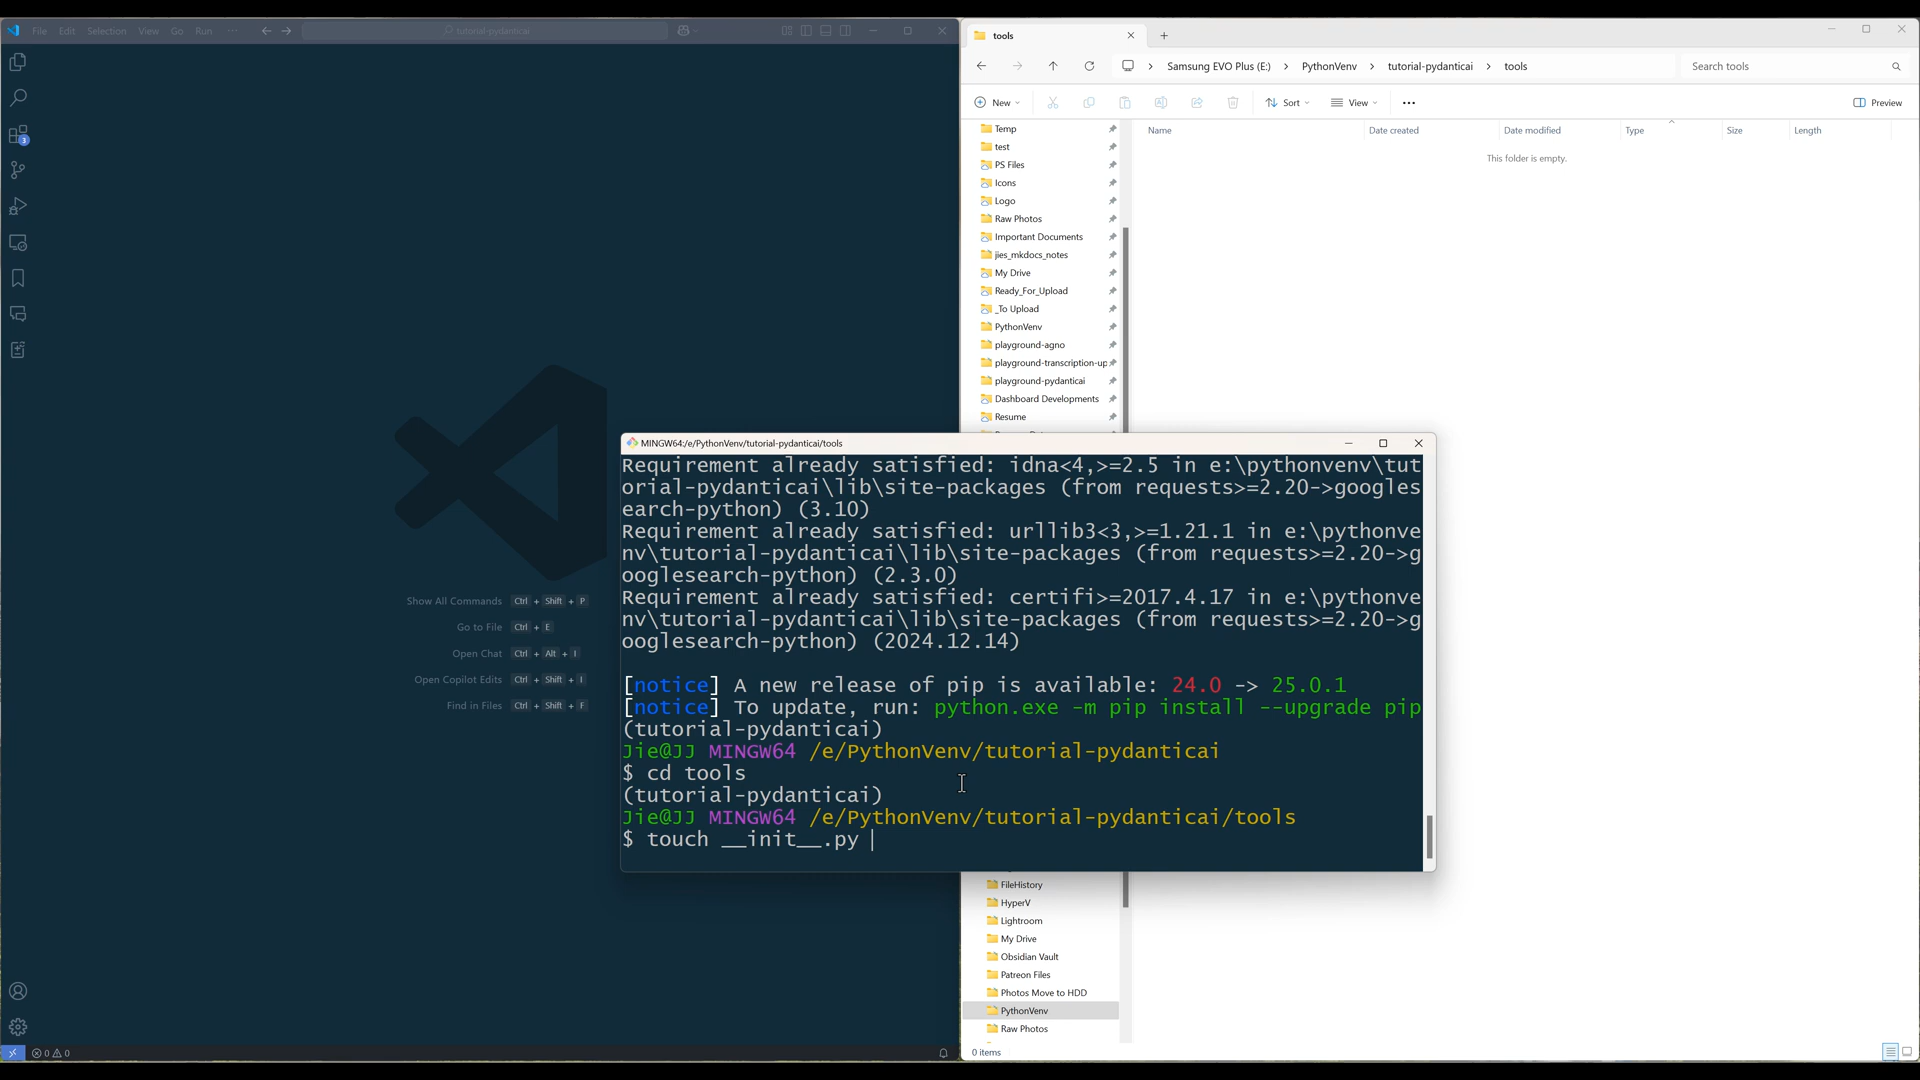 File Edit Selection View Go Run ···
tutorial-pydanticai
3
Show All Commands Ctrl + Shift + P
Go to File Ctrl + E
Open Chat Ctrl + Alt + I
Open Copilot Edits Ctrl + Shift + I
Find in Files Ctrl + Shift + F
0 0
tools
Samsung EVO Plus (E:) > PythonVenv > tutorial-pydanticai > tools
Search tools
New
Sort
View
Preview
Name Date created Date modified Type Size Length
This folder is empty.
Temp
test
PS Files
Icons
Logo
Raw Photos
Important Documents
jies_mkdocs_notes
My Drive
Ready_For_Upload
_To Upload
PythonVenv
playground-agno
playground-transcription-up
playground-pydanticai
Dashboard Developments
Resume
MINGW64:/e/PythonVenv/tutorial-pydanticai/tools
Requirement already satisfied: idna<4,>=2.5 in e:\pythonvenv\tut
orial-pydanticai\lib\site-packages (from requests>=2.20->googles
earch-python) (3.10)
Requirement already satisfied: urllib3<3,>=1.21.1 in e:\pythonve
nv\tutorial-pydanticai\lib\site-packages (from requests>=2.20->g
ooglesearch-python) (2.3.0)
Requirement already satisfied: certifi>=2017.4.17 in e:\pythonve
nv\tutorial-pydanticai\lib\site-packages (from requests>=2.20->g
ooglesearch-python) (2024.12.14)
[notice] A new release of pip is available: 24.0 -> 25.0.1
[notice] To update, run: python.exe -m pip install --upgrade pip
(tutorial-pydanticai)
Jie@JJ MINGW64 /e/PythonVenv/tutorial-pydanticai
$ cd tools
(tutorial-pydanticai)
Jie@JJ MINGW64 /e/PythonVenv/tutorial-pydanticai/tools
$ touch __init__.py
FileHistory
HyperV
Lightroom
My Drive
Obsidian Vault
Patreon Files
Photos Move to HDD
PythonVenv
Raw Photos
0 items